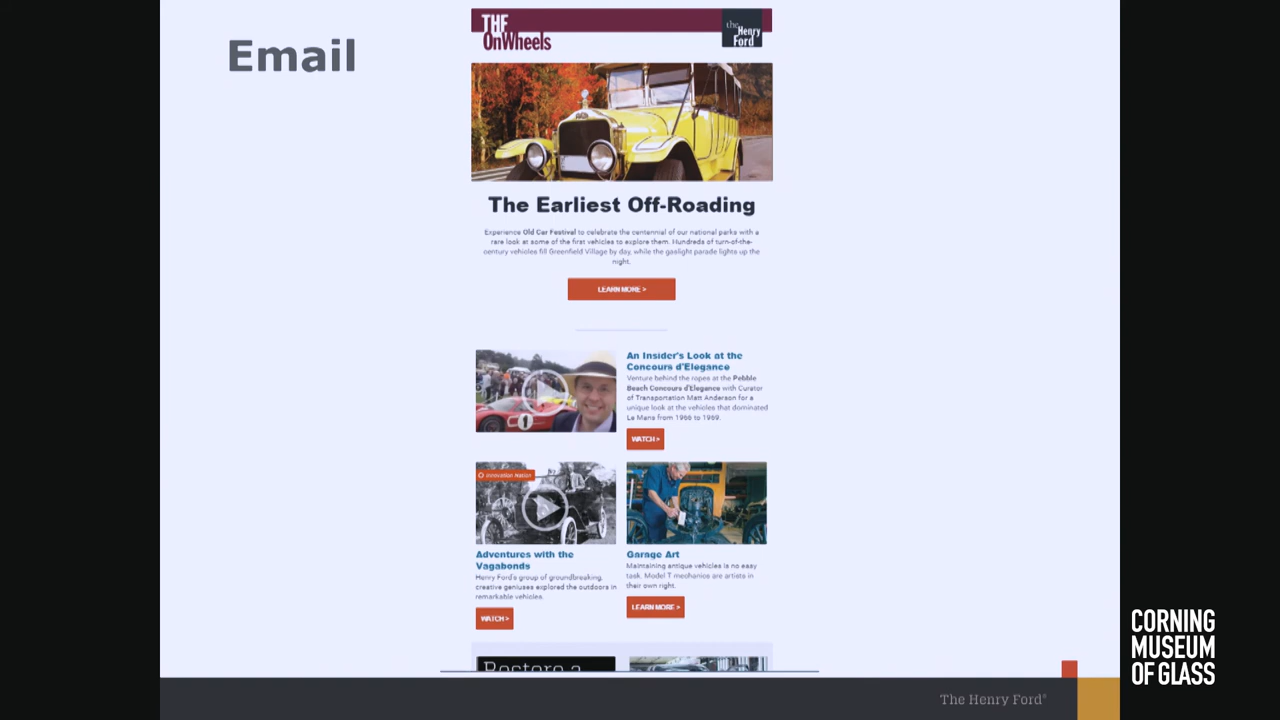 Email
THF
OnWheels
the
Henry
Ford
The Earliest Off-Roading
Experience Old Car Festival to celebrate the centennial of our national parks with a
rare look at some of the first vehicles to explore them. Hundreds of turn-of-the-
century vehicles fill Greenfield Village by day, while the gaslight parade lights up the
night.
LEARN MORE >
An Insider's Look at the
Concours d'Elegance
Venture behind the ropes at the Pebble
Beach Concours d'Elegance with Curator
of Transportation Matt Anderson for a
unique look at the vehicles that dominated
Le Mans from 1966 to 1969.
WATCH >
1
Innovation Nation
Adventures with the
Vagabonds
Henry Ford's group of groundbreaking,
creative geniuses explored the outdoors in
remarkable vehicles.
WATCH >
Garage Art
Maintaining antique vehicles is no easy
task. Model T mechanics are artists in
their own right.
LEARN MORE >
Restore a
The Henry Ford®
CORNING
MUSEUM
OF GLASS